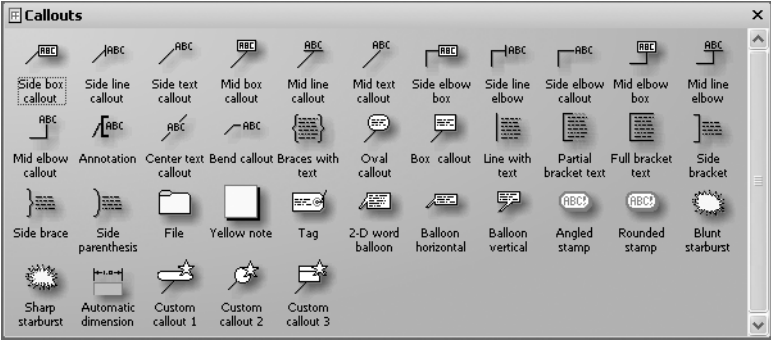 Callouts
ABC ABC ABC ABC ABC ABC ABC ABC ABC ABC ABC
Side box Side line Side text Mid box Mid line Mid text Side elbow Side line Side elbow Mid elbow Mid line
callout callout callout callout callout callout box elbow callout box elbow
ABC ABC ABC ABC
Mid elbow Annotation Center text Bend callout Braces with Oval Box callout Line with Partial Full bracket Side
callout callout text callout text bracket text text bracket
ABC! ABC!
Side brace Side File Yellow note Tag 2-D word Balloon Balloon Angled Rounded Blunt
parenthesis balloon horizontal vertical stamp stamp starburst
Sharp Automatic Custom Custom Custom
starburst dimension callout 1 callout 2 callout 3